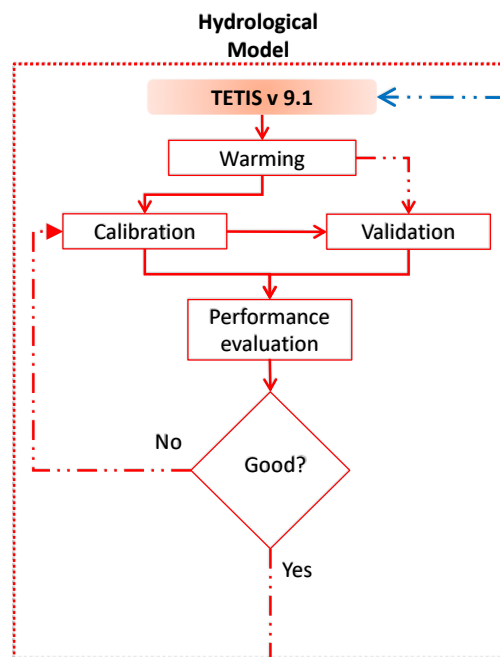 Hydrological
Model
TETIS v 9.1
Warming
Calibration
Validation
Performance
evaluation
No
Good?
Yes